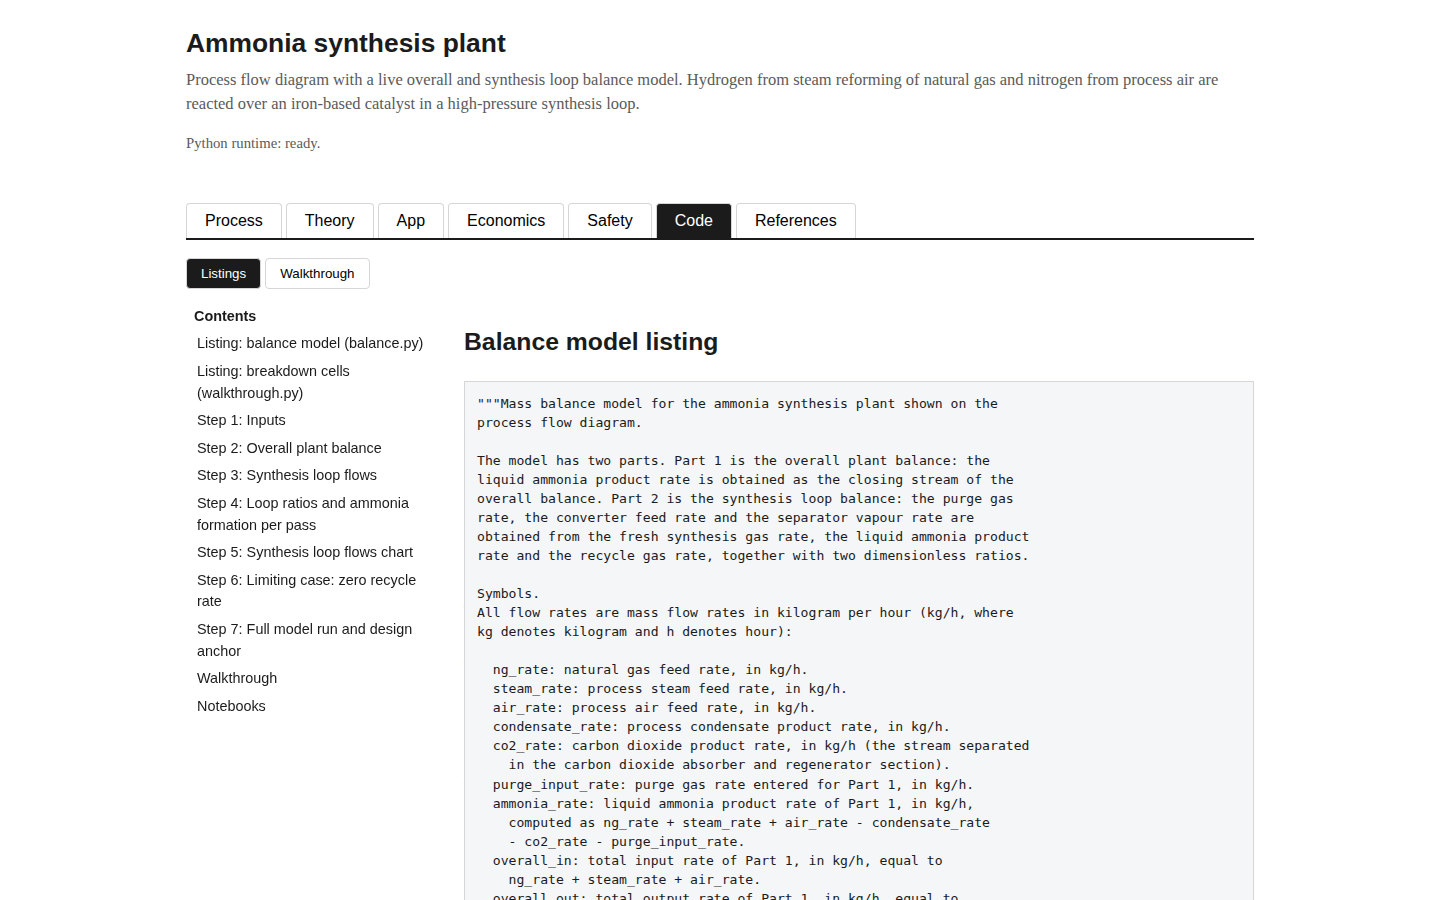 Ammonia synthesis plant
Process flow diagram with a live overall and synthesis loop balance model. Hydrogen from steam reforming of natural gas and nitrogen from process air are
reacted over an iron-based catalyst in a high-pressure synthesis loop.
Python runtime: ready.
Process Theory App Economics Safety Code References
Listings Walkthrough
Contents
Listing: balance model (balance.py)
Listing: breakdown cells
(walkthrough.py)
Step 1: Inputs
Step 2: Overall plant balance
Step 3: Synthesis loop flows
Step 4: Loop ratios and ammonia
formation per pass
Step 5: Synthesis loop flows chart
Step 6: Limiting case: zero recycle
rate
Step 7: Full model run and design
anchor
Walkthrough
Notebooks
Balance model listing
"""Mass balance model for the ammonia synthesis plant shown on the
process flow diagram.
The model has two parts. Part 1 is the overall plant balance: the
liquid ammonia product rate is obtained as the closing stream of the
overall balance. Part 2 is the synthesis loop balance: the purge gas
rate, the converter feed rate and the separator vapour rate are
obtained from the fresh synthesis gas rate, the liquid ammonia product
rate and the recycle gas rate, together with two dimensionless ratios.
Symbols.
All flow rates are mass flow rates in kilogram per hour (kg/h, where
kg denotes kilogram and h denotes hour):
ng_rate: natural gas feed rate, in kg/h.
steam_rate: process steam feed rate, in kg/h.
air_rate: process air feed rate, in kg/h.
condensate_rate: process condensate product rate, in kg/h.
co2_rate: carbon dioxide product rate, in kg/h (the stream separated
in the carbon dioxide absorber and regenerator section).
purge_input_rate: purge gas rate entered for Part 1, in kg/h.
ammonia_rate: liquid ammonia product rate of Part 1, in kg/h,
computed as ng_rate + steam_rate + air_rate - condensate_rate
- co2_rate - purge_input_rate.
overall_in: total input rate of Part 1, in kg/h, equal to
ng_rate + steam_rate + air_rate.
overall_out: total output rate of Part 1, in kg/h, equal to